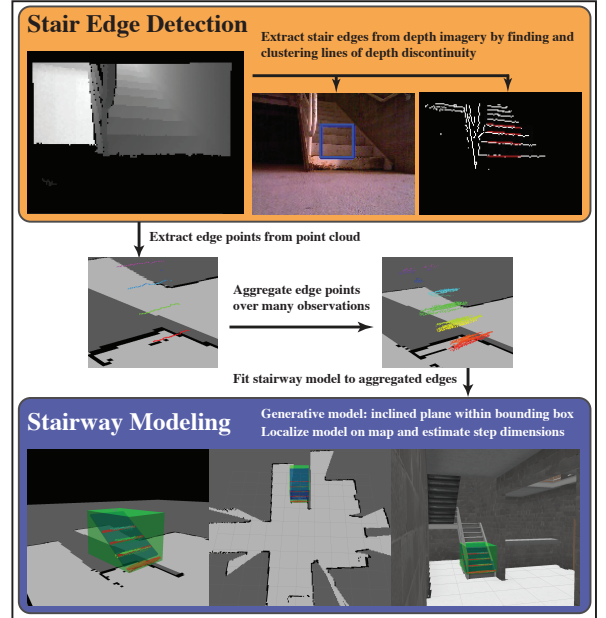 Stair Edge Detection
Extract stair edges from depth imagery by finding and
clustering lines of depth discontinuity
Extract edge points from point cloud
Aggregate edge points
over many observations
Fit stairway model to aggregated edges
Stairway Modeling
Generative model: inclined plane within bounding box
Localize model on map and estimate step dimensions